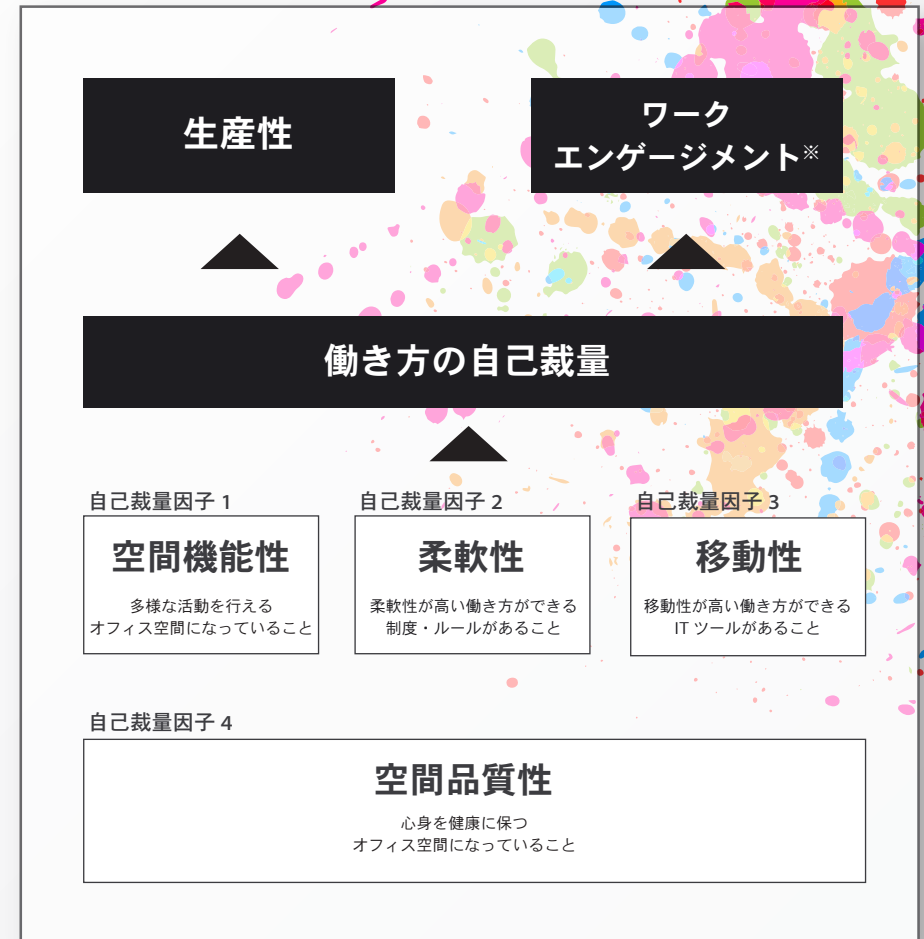 生産性
ワーク
エンゲージメント※
働き方の自己裁量
自己裁量因子 1
空間機能性
多様な活動を行える
オフィス空間になっていること
自己裁量因子 2
柔軟性
柔軟性が高い働き方ができる
制度・ルールがあること
自己裁量因子 3
移動性
移動性が高い働き方ができる
IT ツールがあること
自己裁量因子 4
空間品質性
心身を健康に保つ
オフィス空間になっていること